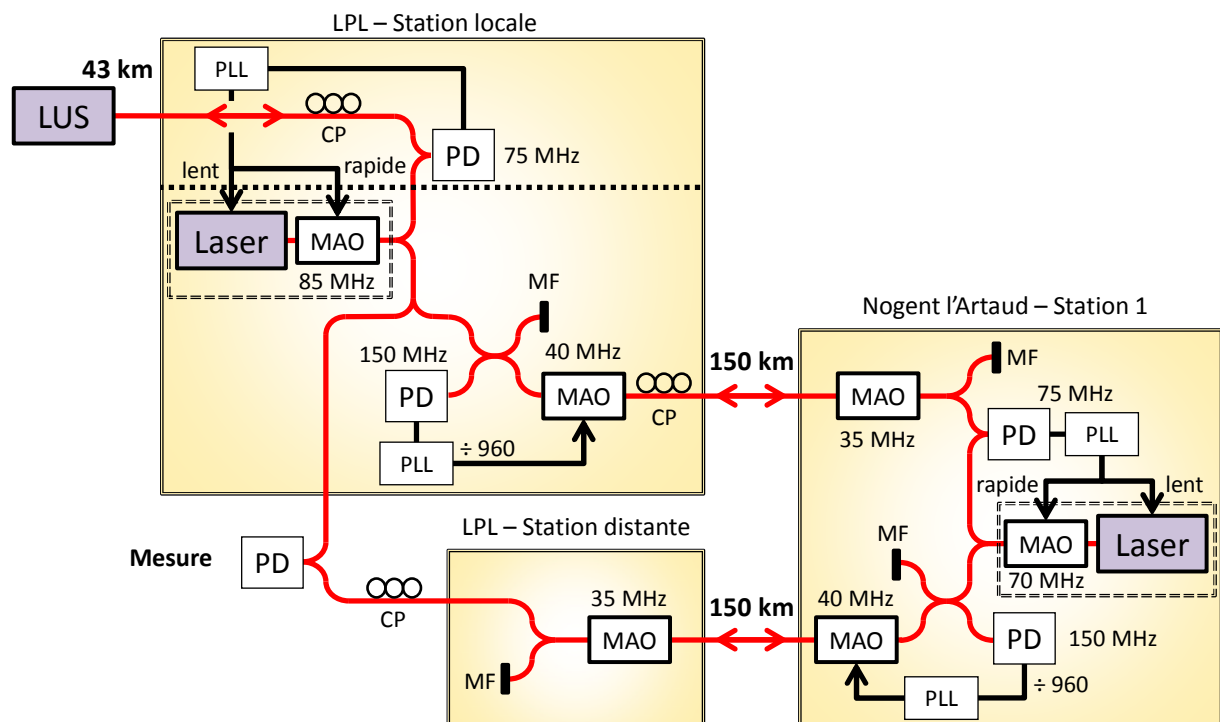 LPL – Station locale
43 km
PLL
LUS
CP
PD
75 MHz
lent
rapide
Laser
MAO
85 MHz
MF
150 MHz
40 MHz
PD
MAO
CP
÷ 960
PLL
150 km
Nogent l'Artaud – Station 1
MF
MAO
75 MHz
35 MHz
PD
PLL
rapide
lent
MAO
Laser
70 MHz
MF
40 MHz
MAO
PD
150 MHz
÷ 960
PLL
LPL – Station distante
Mesure
PD
CP
35 MHz
MAO
150 km
MF